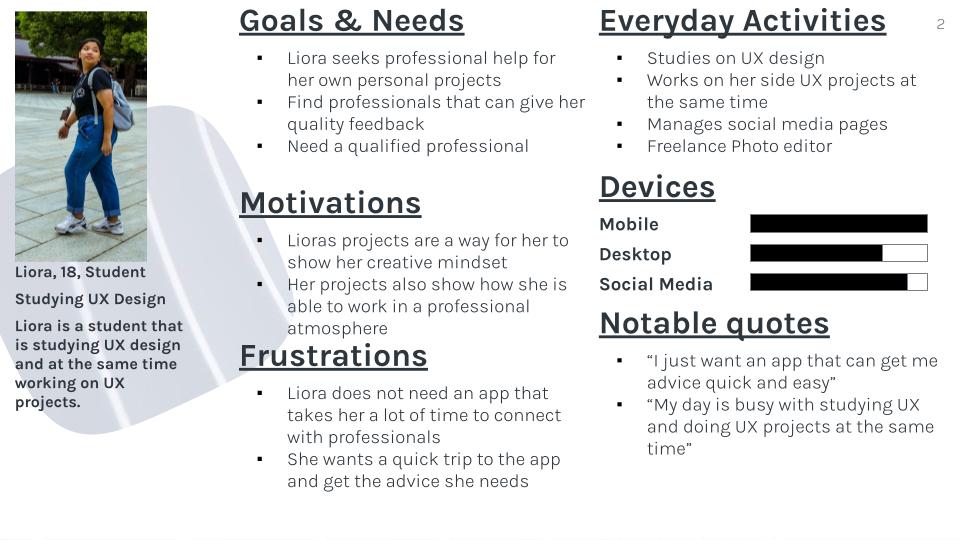 2
Liora, 18, Student
Studying UX Design
Liora is a student that
is studying UX design
and at the same time
working on UX
projects.
Goals & Needs
▪ Liora seeks professional help for
her own personal projects
▪ Find professionals that can give her
quality feedback
▪ Need a qualified professional
Motivations
▪ Lioras projects are a way for her to
show her creative mindset
▪ Her projects also show how she is
able to work in a professional
atmosphere
Frustrations
▪ Liora does not need an app that
takes her a lot of time to connect
with professionals
▪ She wants a quick trip to the app
and get the advice she needs
Everyday Activities
▪ Studies on UX design
▪ Works on her side UX projects at
the same time
▪ Manages social media pages
▪ Freelance Photo editor
Devices
Mobile
Desktop
Social Media
Notable quotes
▪ “I just want an app that can get me
advice quick and easy”
▪ “My day is busy with studying UX
and doing UX projects at the same
time”